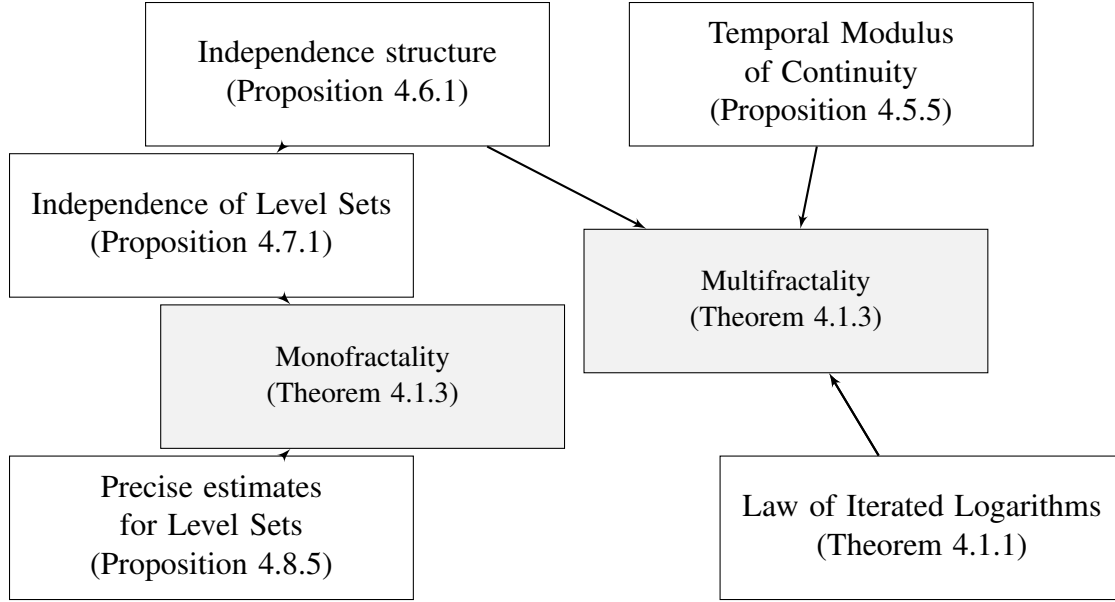 Independence structure
(Proposition 4.6.1)
Temporal Modulus
of Continuity
(Proposition 4.5.5)
Independence of Level Sets
(Proposition 4.7.1)
Multifractality
(Theorem 4.1.3)
Monofractality
(Theorem 4.1.3)
Precise estimates
for Level Sets
(Proposition 4.8.5)
Law of Iterated Logarithms
(Theorem 4.1.1)